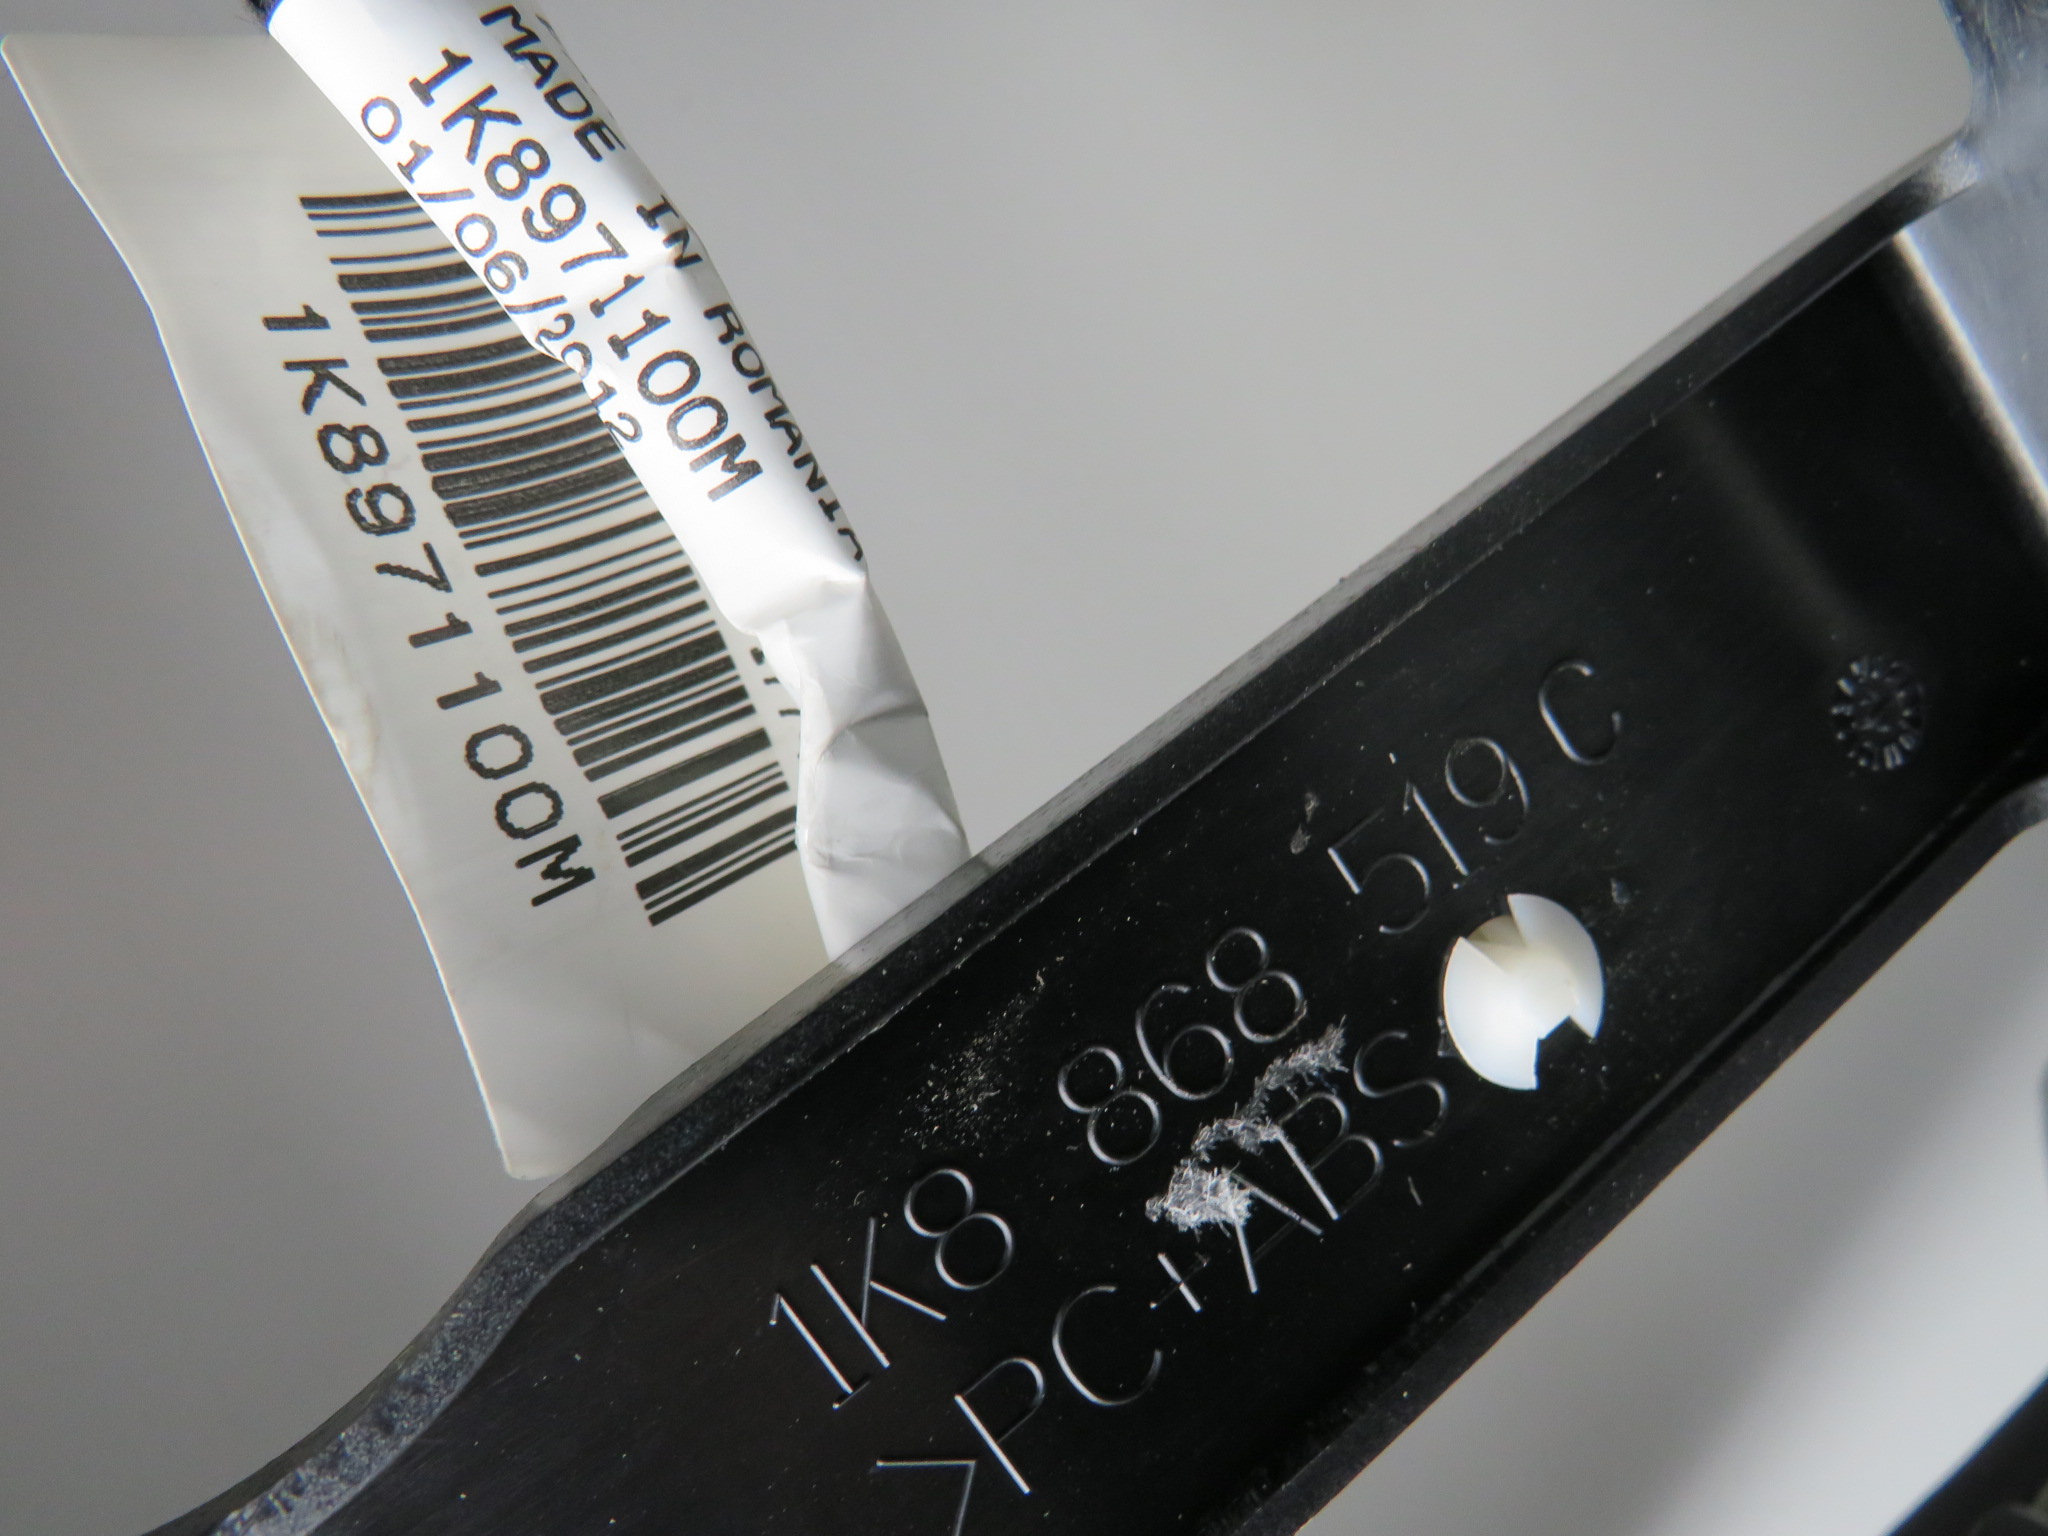 MADE IN ROMANIA
1K8971100M
01/06/2012
1K8971100M
1K8 868 519 C
>PC+ABS